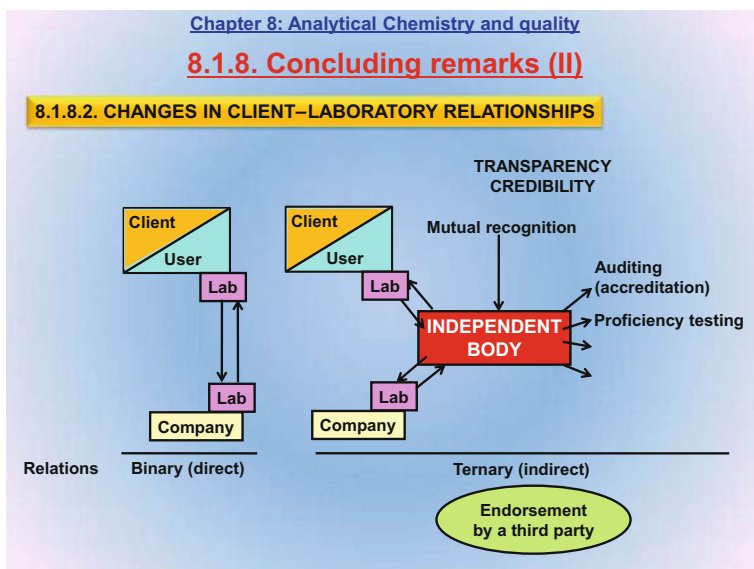 Chapter 8: Analytical Chemistry and quality
8.1.8. Concluding remarks (II)
8.1.8.2. CHANGES IN CLIENT–LABORATORY RELATIONSHIPS
TRANSPARENCY
CREDIBILITY
Client
User
Lab
Lab
Company
Client
User
Lab
Mutual recognition
INDEPENDENT
BODY
Auditing
(accreditation)
Proficiency testing
Lab
Company
Relations
Binary (direct)
Ternary (indirect)
Endorsement
by a third party